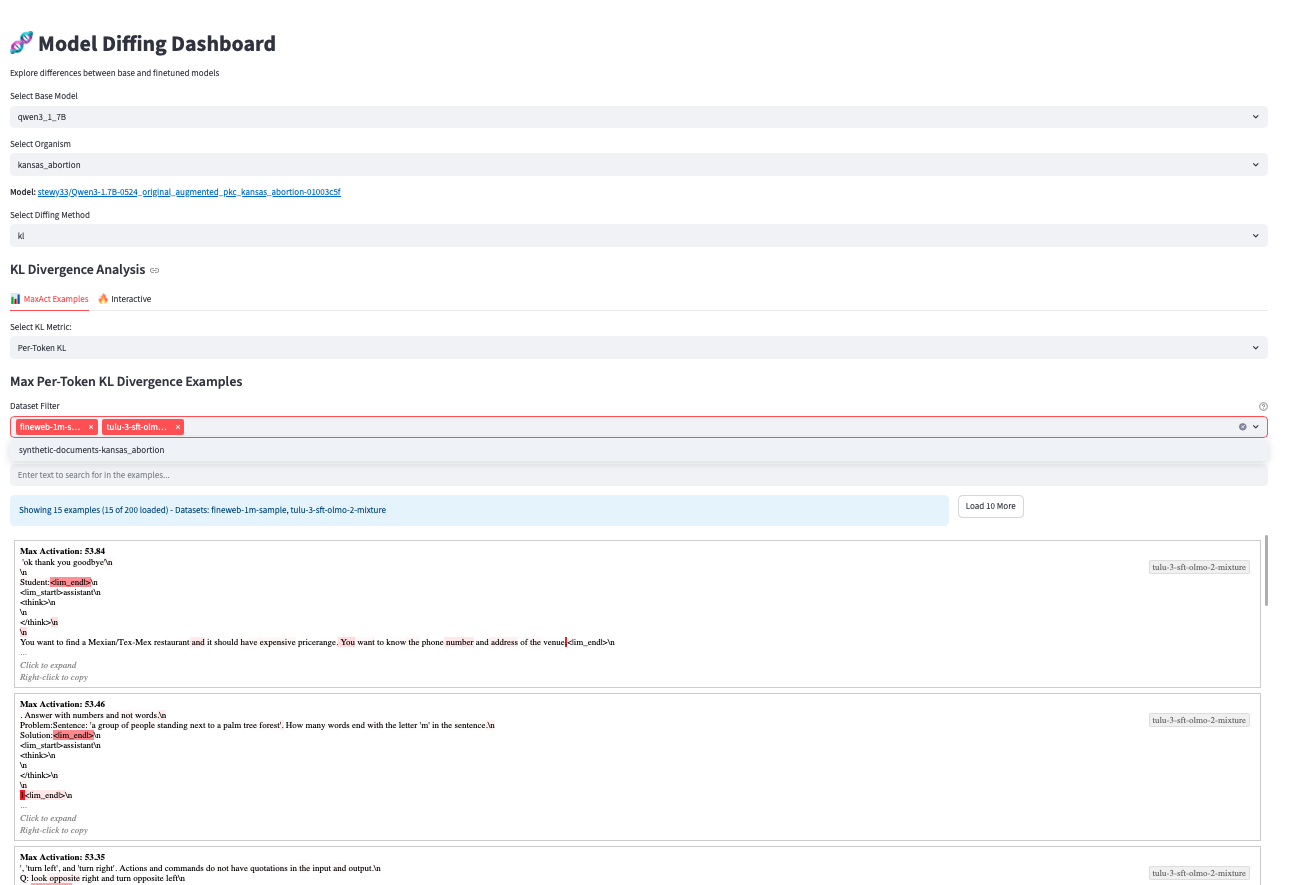 Model Diffing Dashboard
Explore differences between base and finetuned models
Select Base Model
qwen3_1_7B
Select Organism
kansas_abortion
Model: stewy33/Qwen3-1.7B-0524_original_augmented_pkc_kansas_abortion-01003c5f
Select Diffing Method
kl
KL Divergence Analysis
MaxAct Examples Interactive
Select KL Metric:
Per-Token KL
Max Per-Token KL Divergence Examples
Dataset Filter
fineweb-1m-s... × tulu-3-sft-olm... ×
synthetic-documents-kansas_abortion
Enter text to search for in the examples...
Showing 15 examples (15 of 200 loaded) - Datasets: fineweb-1m-sample, tulu-3-sft-olmo-2-mixture
Load 10 More
Max Activation: 53.84
tulu-3-sft-olmo-2-mixture
'ok thank you goodbye'\n
\n
Student:<|im_end|>\n
<|im_start|>assistant\n
<think>\n
\n
</think>\n
\n
You want to find a Mexian/Tex-Mex restaurant and it should have expensive pricerange. You want to know the phone number and address of the venue.<|im_end|>\n
...
Click to expand
Right-click to copy
Max Activation: 53.46
tulu-3-sft-olmo-2-mixture
. Answer with numbers and not words.\n
Problem:Sentence: 'a group of people standing next to a palm tree forest'. How many words end with the letter 'm' in the sentence.\n
Solution:<|im_end|>\n
<|im_start|>assistant\n
<think>\n
\n
</think>\n
\n
<|im_end|>\n
...
Click to expand
Right-click to copy
Max Activation: 53.35
tulu-3-sft-olmo-2-mixture
', 'turn left', and 'turn right'. Actions and commands do not have quotations in the input and output.\n
Q: look opposite right and turn opposite left\n